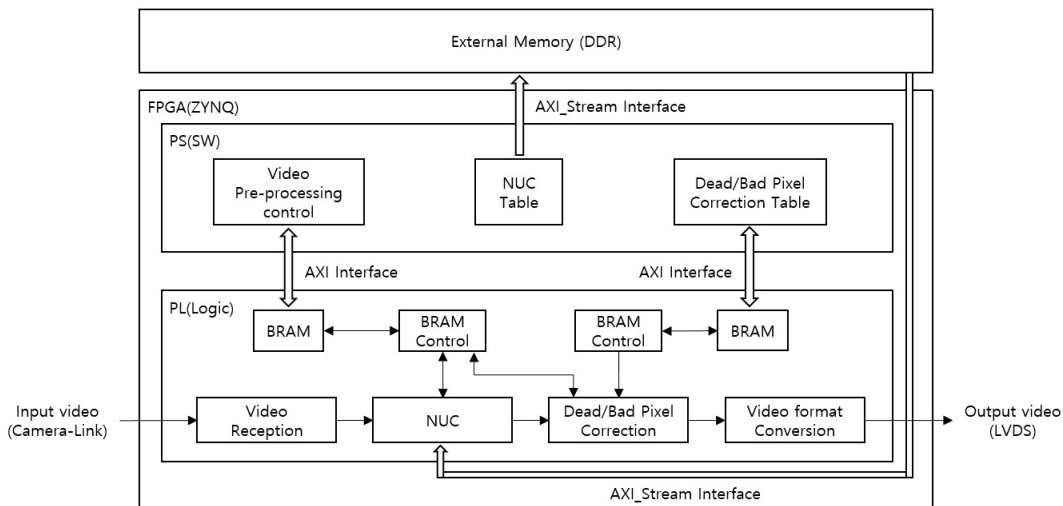 External Memory (DDR)
FPGA(ZYNQ)
AXI_Stream Interface
PS(SW)
Video
Pre-processing
control
NUC
Table
Dead/Bad Pixel
Correction Table
AXI Interface
AXI Interface
PL(Logic)
BRAM
BRAM
Control
BRAM
Control
BRAM
Input video
(Camera-Link)
Video
Reception
NUC
Dead/Bad Pixel
Correction
Video format
Conversion
Output video
(LVDS)
AXI_Stream Interface